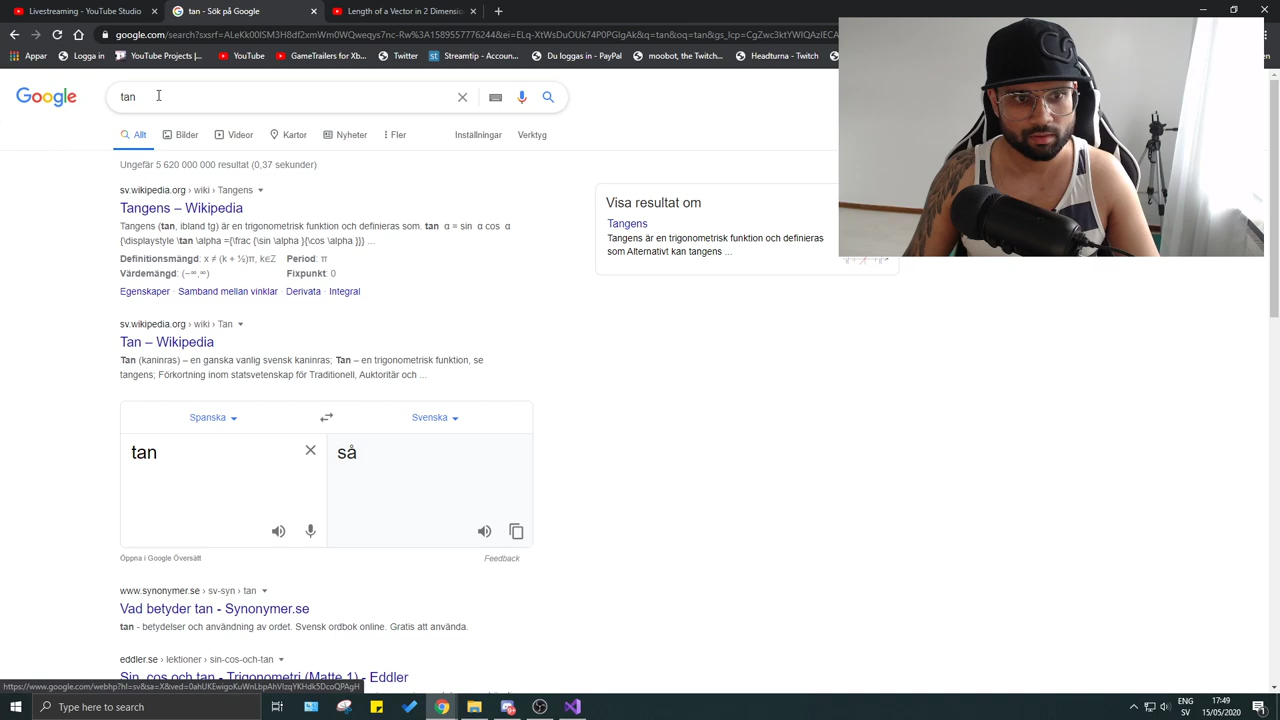 Livestreaming - YouTube Studio
tan - Sök på Google
Length of a Vector in 2 Dimensio
google.com/search?sxsrf=ALeKk00ISM3H8df2xmWm0WQweqys7nc-Rw%3A1589557776244&ei=ELq-XtWsDuOUk74P0PGIgAk&q=tan&oq=tan&gs_lcp=
Appar
Logga in
YouTube Projects |...
YouTube
GameTrailers for Xb...
Streamtip - Accoun...
Du loggas in - PayPal
moobot, the Twitch...
Headturna - Twitch
Google
tan
Allt
Bilder
Videor
Kartor
Nyheter
Fler
Inställningar
Verktyg
Ungefär 5 620 000 000 resultat (0,37 sekunder)
sv.wikipedia.org › wiki › Tangens
Tangens – Wikipedia
Tangens (tan, ibland tg) är en trigonometrisk funktion och definieras som. tan α = sin α cos α
{\displaystyle \tan \alpha ={\frac {\sin \alpha }{\cos \alpha }}} ...
Definitionsmängd: x ≠ (k + ½)π, k∈Z Period: π
Värdemängd: (−∞,∞) Fixpunkt: 0
Egenskaper · Samband mellan vinklar · Derivata · Integral
Visa resultat om
Tangens
Tangens är en trigonometrisk funktion och definieras
som Alternativt kan tangens ...
sv.wikipedia.org › wiki › Tan
Tan – Wikipedia
Tan (kaninras) – en ganska vanlig svensk kaninras; Tan – en trigonometrisk funktion, se
tangens; Förkortning inom statsvetenskap för Traditionell, Auktoritär och ...
Spanska
Svenska
tan
så
Öppna i Google Översätt
Feedback
www.synonymer.se › sv-syn › tan
Vad betyder tan - Synonymer.se
tan - betydelser och användning av ordet. Svensk ordbok online. Gratis att använda.
eddler.se › lektioner › sin-cos-och-tan
Sin, cos och tan - Trigonometri (Matte 1) - Eddler
https://www.google.com/webhp?hl=sv&sa=X&ved=0ahUKEwigoKuWnLbpAhVIzqYKHdk5DcoQPAgH
Type here to search
ENG
SV
17:49
15/05/2020